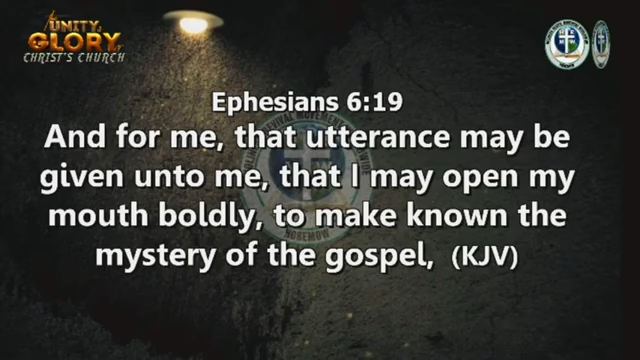 UNITY,
GLORY,
CHRIST'S CHURCH
Ephesians 6:19
And for me, that utterance may be
given unto me, that I may open my
mouth boldly, to make known the
mystery of the gospel, (KJV)